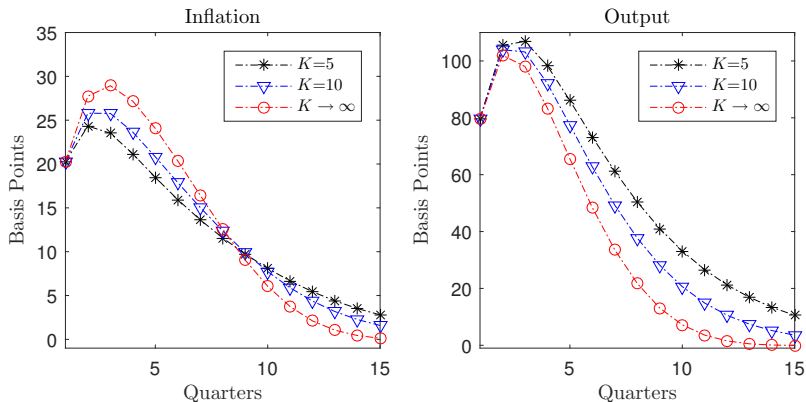 Inflation
35
30
25
20
15
10
5
0
Basis Points
K=5
K=10
K → ∞
5
10
15
Quarters
Output
100
80
60
40
20
0
Basis Points
K=5
K=10
K → ∞
5
10
15
Quarters